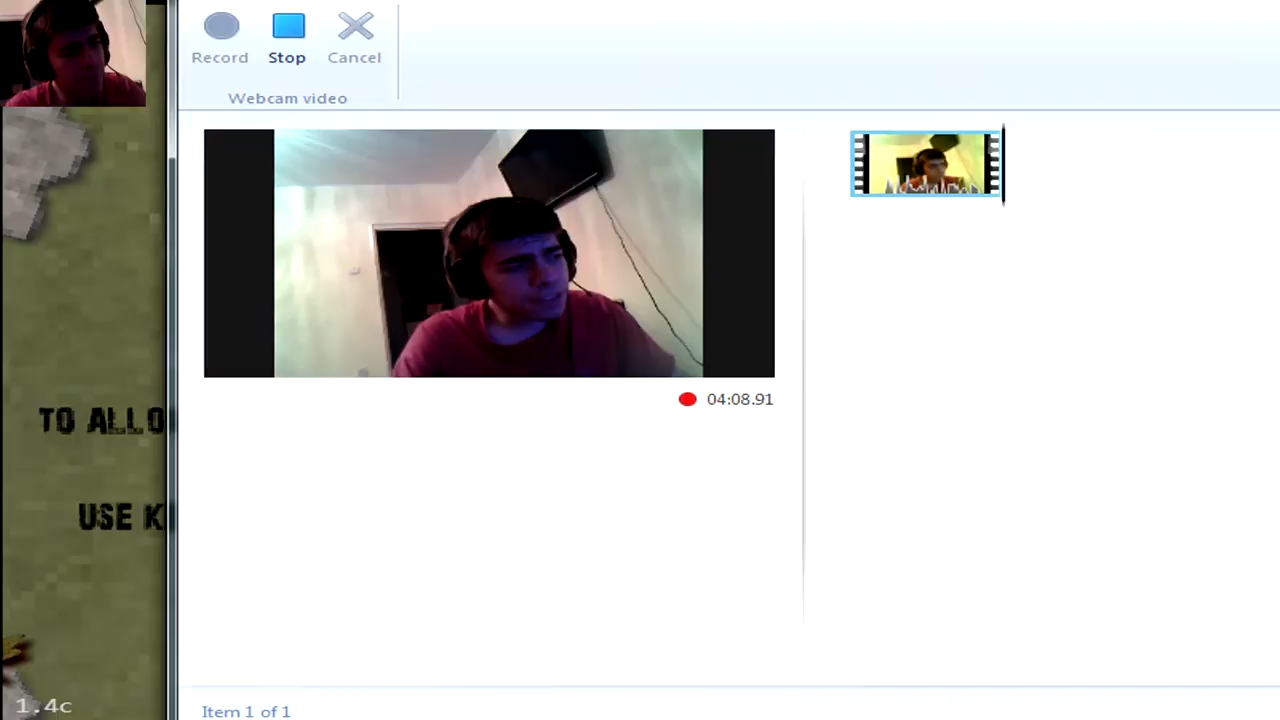 Record Stop Cancel
Webcam video
04:08.91
TO ALLO
USE K
1.4c
Item 1 of 1